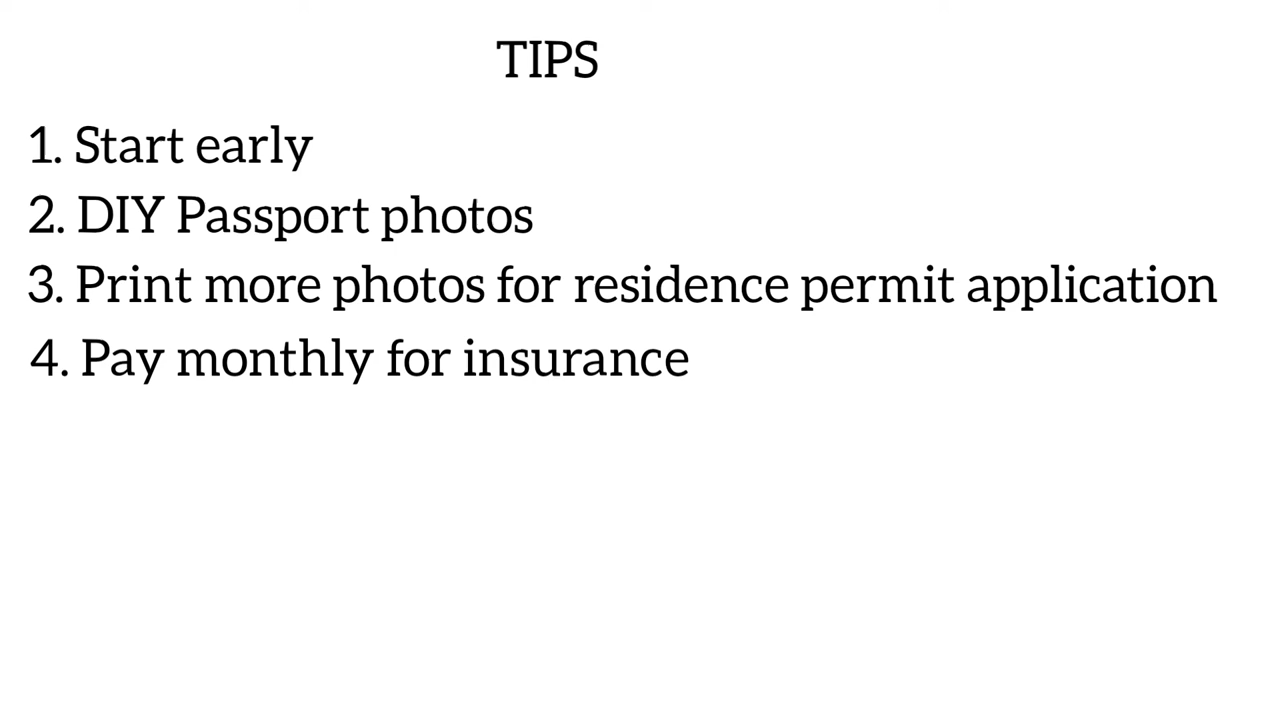 TIPS
1. Start early
2. DIY Passport photos
3. Print more photos for residence permit application
4. Pay monthly for insurance